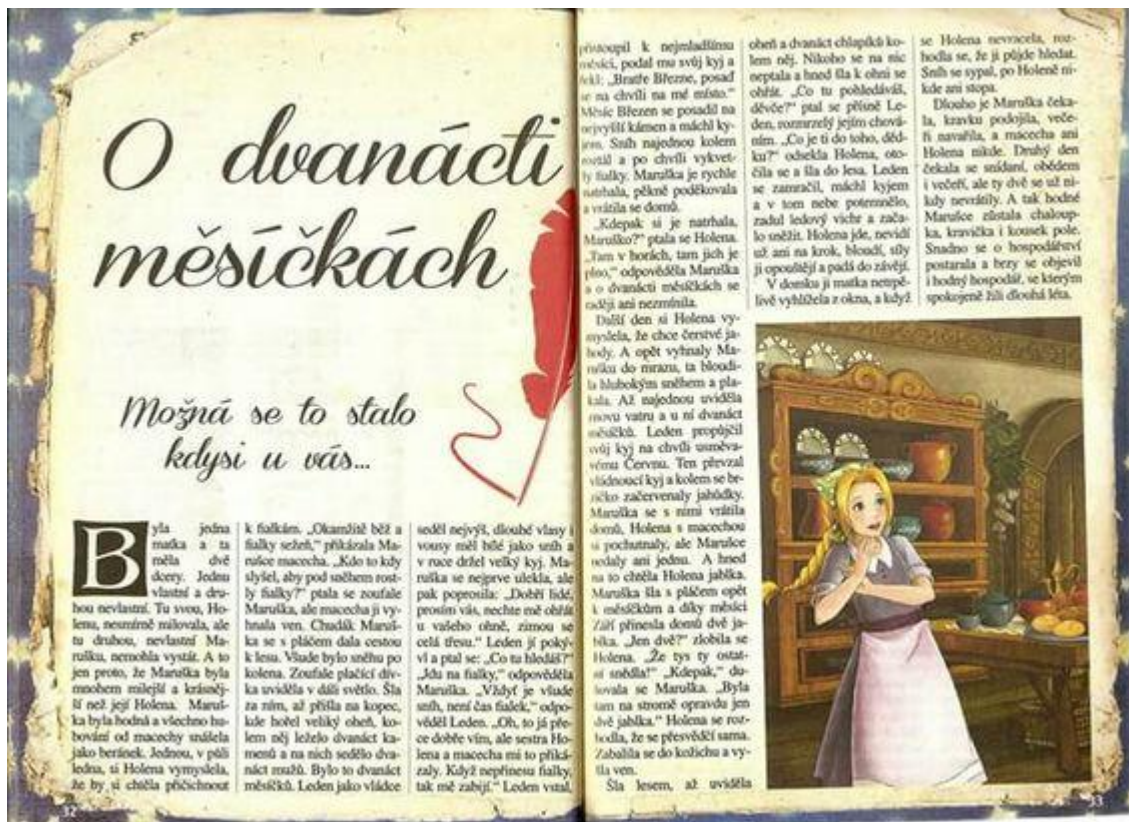 O dvanácti
měsíčkách
Možná se to stalo
kdysi u vás...
Byla jedna
matka a ta
měla dvě
dcery. Jednu
vlastní a dru-
hou nevlastní. Tu svou, Ho-
lenu, nesmírně milovala, ale
tu druhou, nevlastní Ma-
rušku, nemohla vystát. A to
jen proto, že Maruška byla
mnohem milejší a krásněj-
ší než její Holena. Maruš-
ka byla hodná a všechno hu-
bování od macechy snášela
jako beránek. Jednou, v půli
ledna, si Holena vymyslela,
že by si chtěla přičichnout
k fialkám. „Okamžitě běž a
fialky sežeň,“ přikázala Ma-
rušce macecha. „Kdo to kdy
slyšel, aby pod sněhem rost-
ly fialky?“ ptala se zoufale
Maruška, ale macecha ji vy-
hnala ven. Chudák Maruš-
ka se s pláčem dala cestou
k lesu. Všude bylo sněhu po
kolena. Zoufale plačící dív-
ka uviděla v dáli světlo. Šla
za ním, až přišla na kopec,
kde hořel veliký oheň, ko-
lem něj leželo dvanáct ka-
menů a na nich sedělo dva-
náct mužů. Bylo to dvanáct
měsíčků. Leden jako vládce
seděl nejvýš, dlouhé vlasy i
vousy měl bílé jako sníh a
v ruce držel velký kyj. Ma-
ruška se nejprve ulekla, ale
pak poprosila: „Dobří lidé,
prosím vás, nechte mě ohřát
u vašeho ohně, zimou se
celá třesu.“ Leden jí poký-
vl a ptal se: „Co tu hledáš?“
„Jdu na fialky,“ odpověděla
Maruška. „Vždyť je všude
sníh, není čas fialek,“ odpo-
věděl Leden. „Oh, to já pře-
ce dobře vím, ale sestra Ho-
lena a macecha mi to přiká-
zaly. Když nepřinesu fialky,
tak mě zabijí.“ Leden vstal,
32
přistoupil k nejmladšímu
měsíci, podal mu svůj kyj a
řekl: „Bratře Březne, posaď
se na chvíli na mé místo.“
Měsíc Březen se posadil na
nejvyšší kámen a máchl ky-
jem. Sníh najednou kolem
roztál a po chvíli vykvet-
ly fialky. Maruška je rychle
natrhala, pěkně poděkovala
a vrátila se domů.
„Kdepak si je natrhala,
Maruško?“ ptala se Holena.
„Tam v horách, tam jich je
plno,“ odpověděla Maruška
a o dvanácti měsíčkách se
raději ani nezmínila.
Další den si Holena vy-
myslela, že chce čerstvé ja-
hody. A opět vyhnaly Ma-
rušku do mrazu, ta bloudi-
la hlubokým sněhem a pla-
kala. Až najednou uviděla
znovu vatru a u ní dvanáct
měsíčků. Leden propůjčil
svůj kyj na chvíli usměva-
vému Červnu. Ten převzal
vládnoucí kyj a kolem se br-
zičko začervenaly jahůdky.
Maruška se s nimi vrátila
domů, Holena s macechou
si pochutnaly, ale Marušce
nedaly ani jednu. A hned
na to chtěla Holena jablka.
Maruška šla s pláčem opět
k měsíčkům a díky měsíci
Září přinesla domů dvě ja-
blka. „Jen dvě?“ zlobila se
Holena. „Že tys ty ostat-
ní snědla!“ „Kdepak,“ du-
šovala se Maruška. „Byla
tam na stromě opravdu jen
dvě jablka.“ Holena se roz-
hodla, že se přesvědčí sama.
Zabalila se do kožichu a vy-
šla ven.
Šla lesem, až uviděla
oheň a dvanáct chlapíků ko-
lem něj. Nikoho se na nic
neptala a hned šla k ohni se
ohřát. „Co tu pohledáváš,
děvče?“ ptal se přísně Le-
den, rozmrzelý jejím chová-
ním. „Co je ti do toho, děd-
ku?“ odsekla Holena, oto-
čila se a šla do lesa. Leden
se zamračil, máchl kyjem
a v tom nebe potemnělo,
zadul ledový vichr a zača-
lo sněžit. Holena jde, nevidí
už ani na krok, bloudí, síly
ji opouštějí a padá do závějí.
V domku ji matka netrpě-
livě vyhlížela z okna, a když
se Holena nevracela, roz-
hodla se, že ji půjde hledat.
Sníh se sypal, po Holeně ni-
kde ani stopa.
Dlouho je Maruška čeka-
la, kravku podojila, veče-
ři navařila, a macecha ani
Holena nikde. Druhý den
čekala se snídaní, obědem
i večeří, ale ty dvě se už ni-
kdy nevrátily. A tak hodné
Marušce zůstala chaloup-
ka, kravička i kousek pole.
Snadno se o hospodářství
postarala a brzy se objevil
i hodný hospodář, se kterým
spokojeně žili dlouhá léta.
33